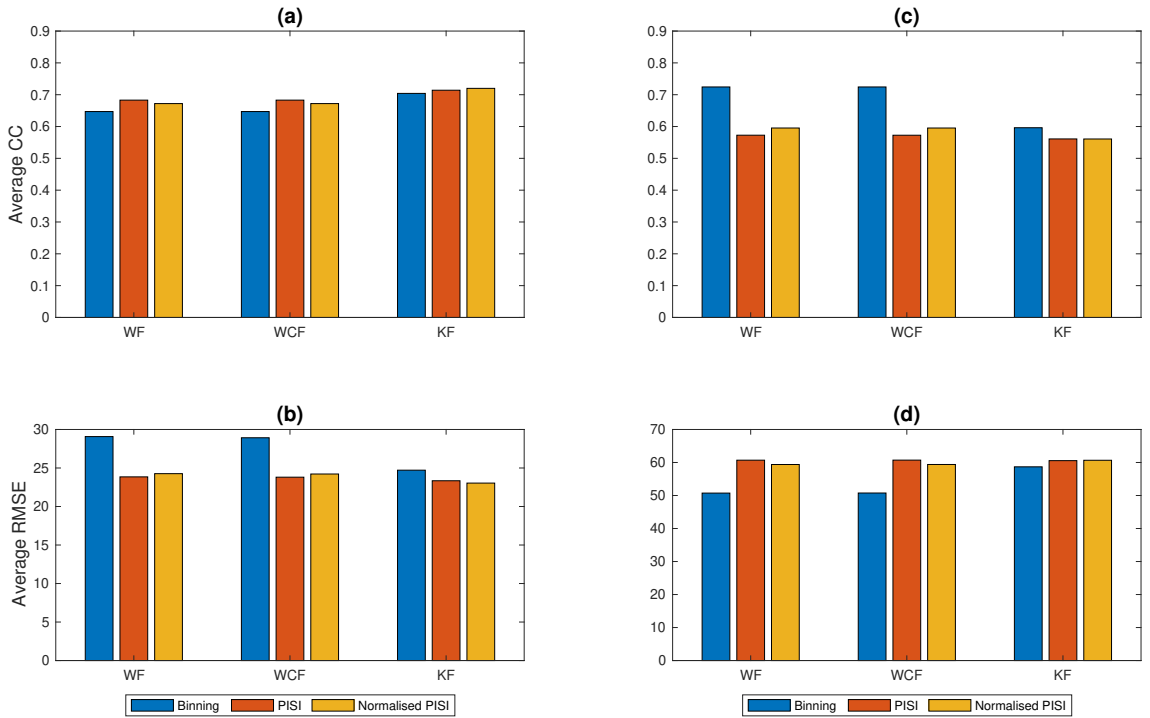 (a)
Average CC
0.9
0.8
0.7
0.6
0.5
0.4
0.3
0.2
0.1
0
WF
WCF
KF
(c)
0.9
0.8
0.7
0.6
0.5
0.4
0.3
0.2
0.1
0
WF
WCF
KF
(b)
Average RMSE
30
25
20
15
10
5
0
WF
WCF
KF
Binning
PISI
Normalised PISI
(d)
70
60
50
40
30
20
10
0
WF
WCF
KF
Binning
PISI
Normalised PISI